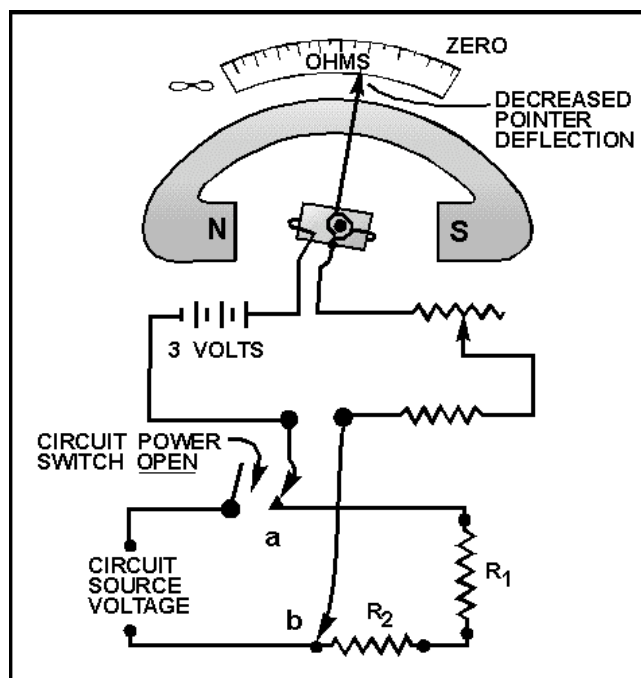 ZERO
OHMS
∞
DECREASED
POINTER
DEFLECTION
N
S
3 VOLTS
CIRCUIT POWER
SWITCH OPEN
a
CIRCUIT
SOURCE
VOLTAGE
R1
b
R2